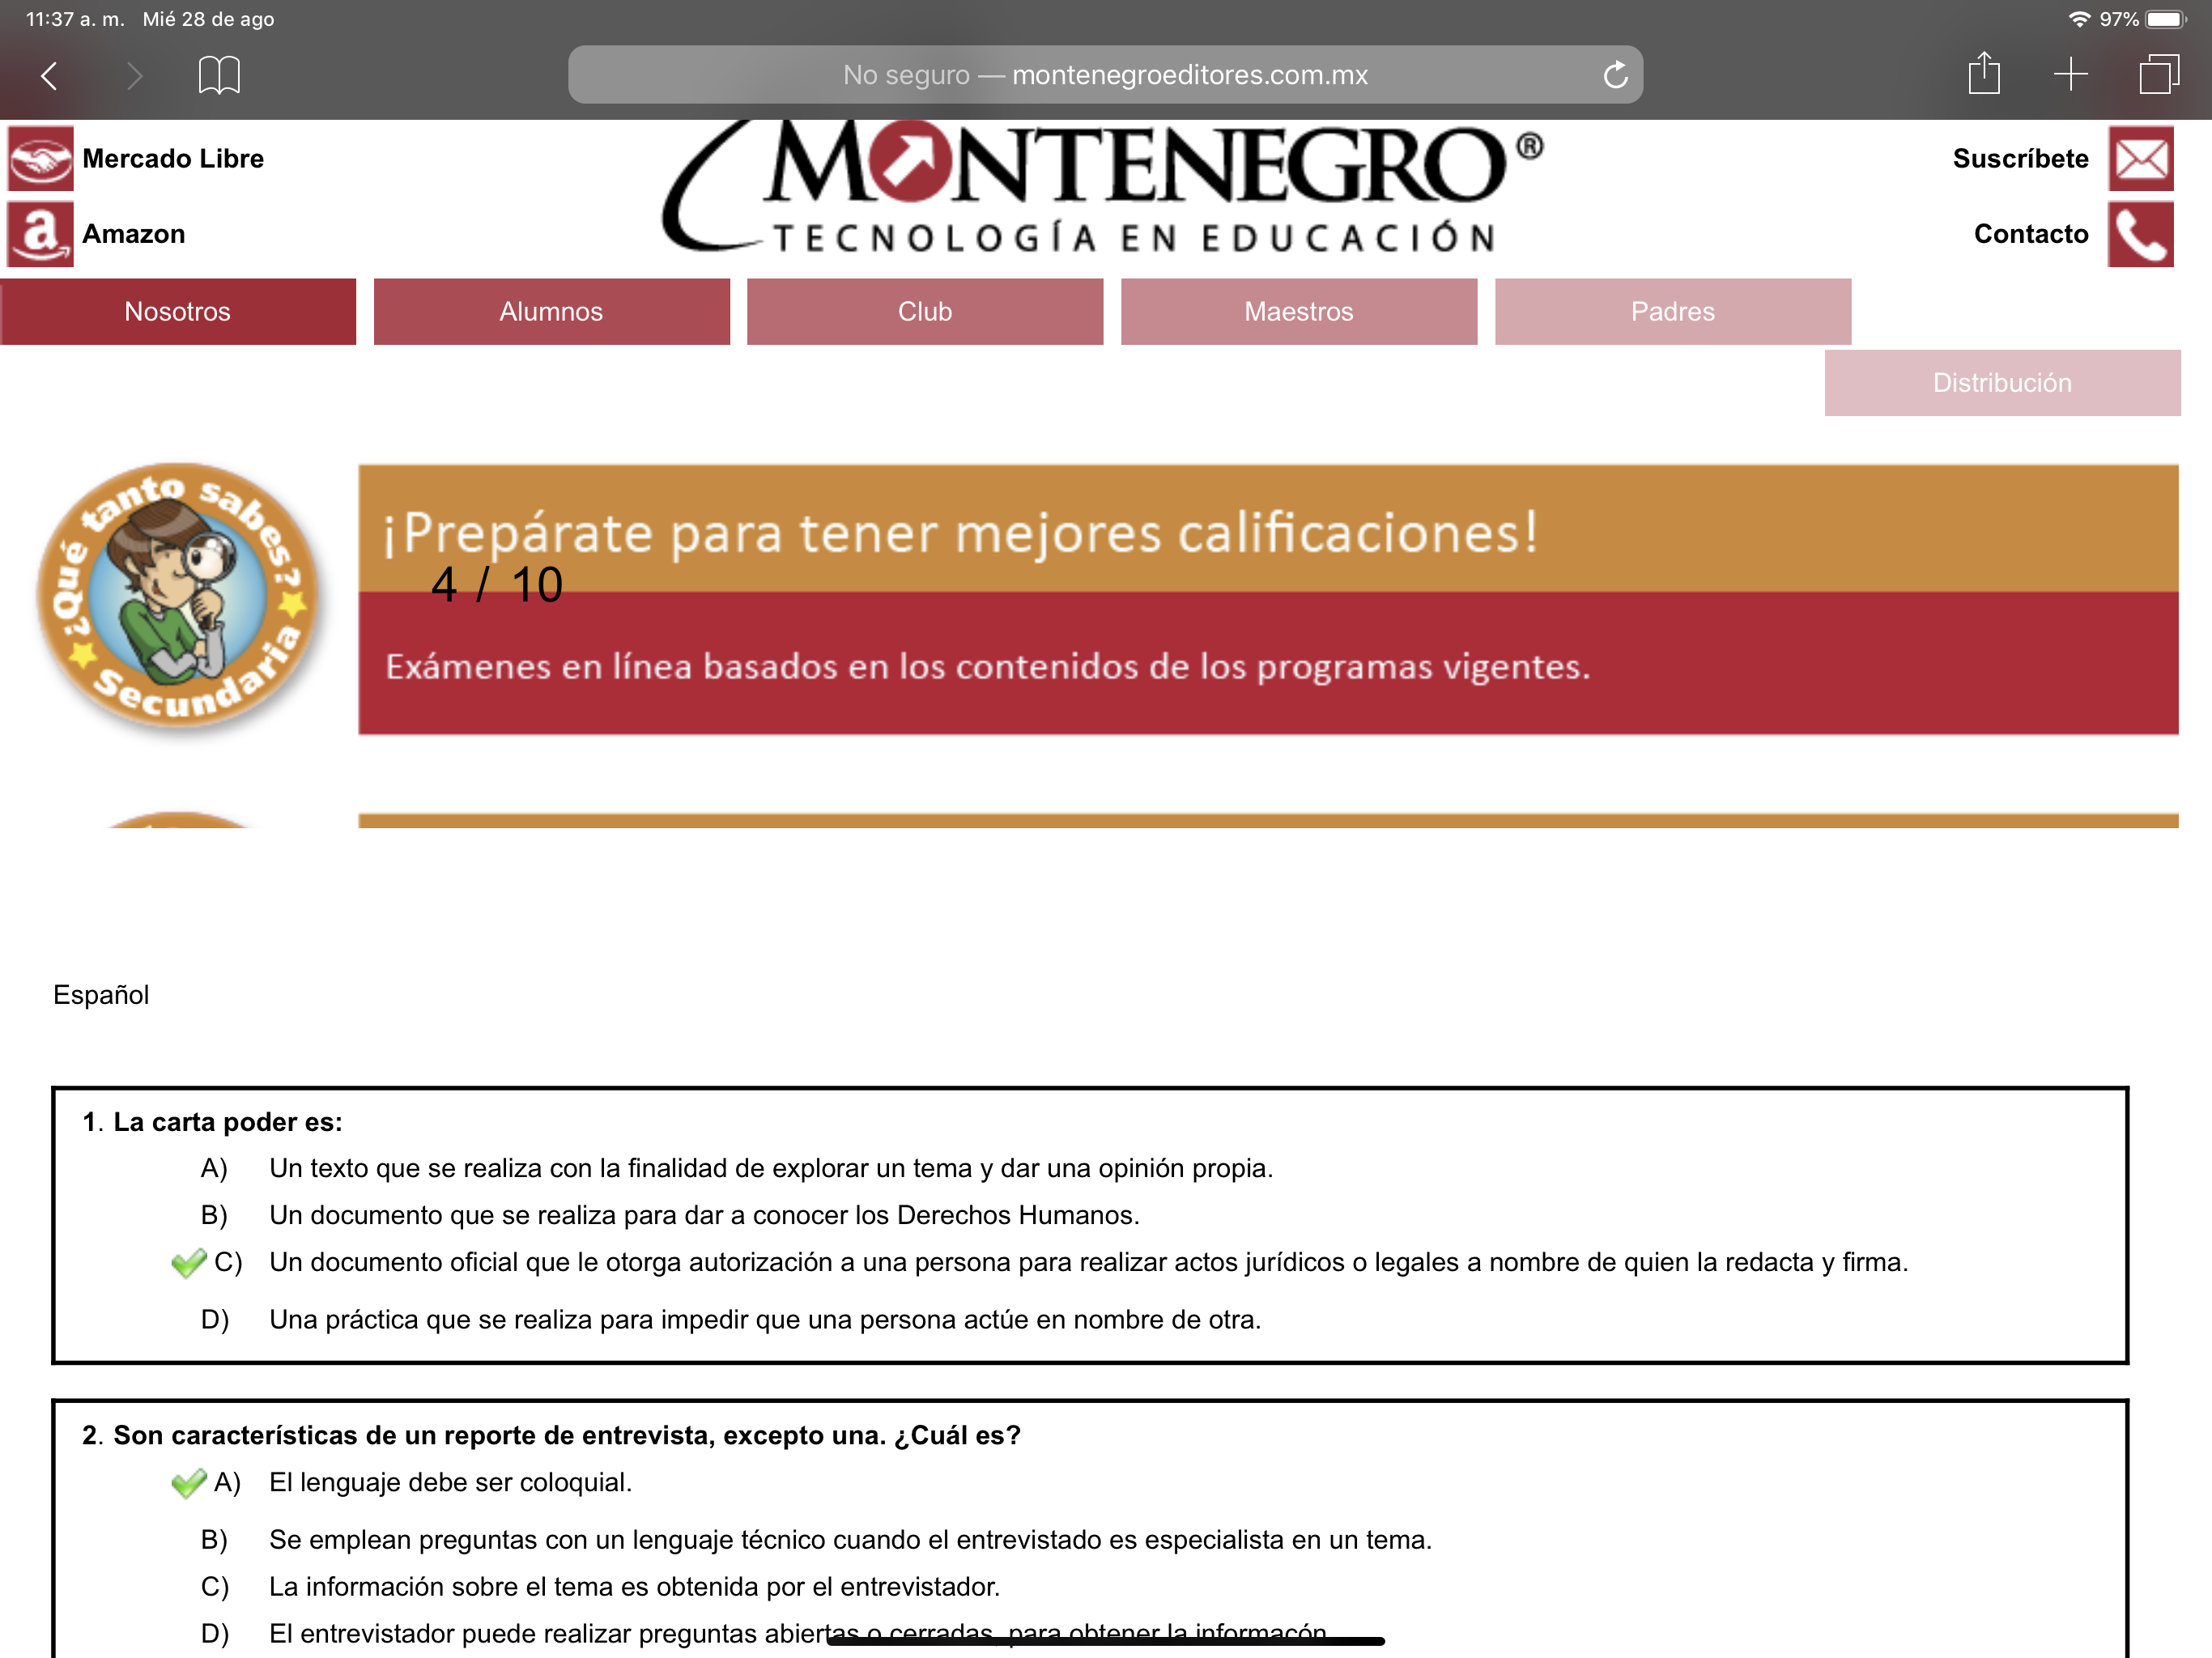 11:37 a. m. Mié 28 de ago
97%
No seguro — montenegroeditores.com.mx
Mercado Libre
Amazon
MONTENEGRO®
TECNOLOGÍA EN EDUCACIÓN
Suscríbete
Contacto
Nosotros Alumnos Club Maestros Padres
Distribución
¿Qué tanto sabes?
Secundaria
¡Prepárate para tener mejores calificaciones!
4 / 10
Exámenes en línea basados en los contenidos de los programas vigentes.
Español
1. La carta poder es:
A) Un texto que se realiza con la finalidad de explorar un tema y dar una opinión propia.
B) Un documento que se realiza para dar a conocer los Derechos Humanos.
C) Un documento oficial que le otorga autorización a una persona para realizar actos jurídicos o legales a nombre de quien la redacta y firma.
D) Una práctica que se realiza para impedir que una persona actúe en nombre de otra.
2. Son características de un reporte de entrevista, excepto una. ¿Cuál es?
A) El lenguaje debe ser coloquial.
B) Se emplean preguntas con un lenguaje técnico cuando el entrevistado es especialista en un tema.
C) La información sobre el tema es obtenida por el entrevistador.
D) El entrevistador puede realizar preguntas abiertas o cerradas, para obtener la informacón